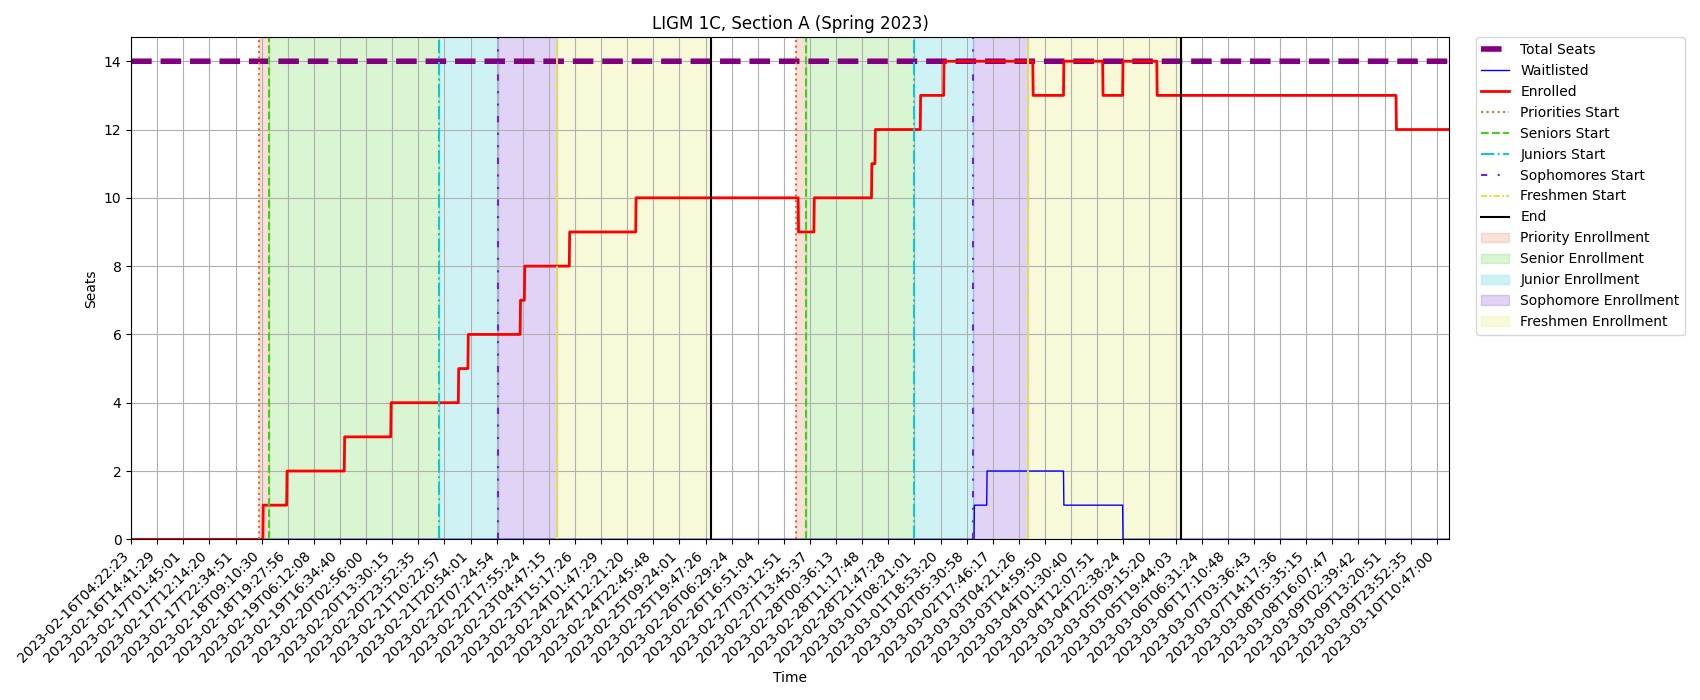 LIGM 1C, Section A (Spring 2023)
Total Seats
Waitlisted
Enrolled
Priorities Start
Seniors Start
Juniors Start
Sophomores Start
Freshmen Start
End
Priority Enrollment
Senior Enrollment
Junior Enrollment
Sophomore Enrollment
Freshmen Enrollment
Seats
14
12
10
8
6
4
2
0
2023-02-16T04:22:23
2023-02-16T14:41:29
2023-02-17T01:45:01
2023-02-17T12:14:20
2023-02-17T22:34:51
2023-02-18T09:10:30
2023-02-18T19:27:56
2023-02-19T06:12:08
2023-02-19T16:34:40
2023-02-20T02:56:00
2023-02-20T13:30:15
2023-02-20T23:52:35
2023-02-21T10:22:57
2023-02-21T20:54:01
2023-02-22T07:24:54
2023-02-22T17:55:24
2023-02-23T04:47:15
2023-02-23T15:17:26
2023-02-24T01:47:29
2023-02-24T12:21:20
2023-02-24T22:45:48
2023-02-25T09:24:01
2023-02-25T19:47:26
2023-02-26T06:29:24
2023-02-26T16:51:04
2023-02-27T03:12:51
2023-02-27T13:45:37
2023-02-28T00:36:13
2023-02-28T11:17:48
2023-02-28T21:47:28
2023-03-01T08:21:01
2023-03-01T18:53:20
2023-03-02T05:30:58
2023-03-02T17:46:17
2023-03-03T04:21:26
2023-03-03T14:59:50
2023-03-04T01:30:40
2023-03-04T12:07:51
2023-03-04T22:38:24
2023-03-05T09:15:20
2023-03-05T19:44:03
2023-03-06T06:31:24
2023-03-06T17:10:48
2023-03-07T03:36:43
2023-03-07T14:17:36
2023-03-08T05:35:15
2023-03-08T16:07:47
2023-03-09T02:39:42
2023-03-09T13:20:51
2023-03-09T23:52:35
2023-03-10T10:47:00
Time